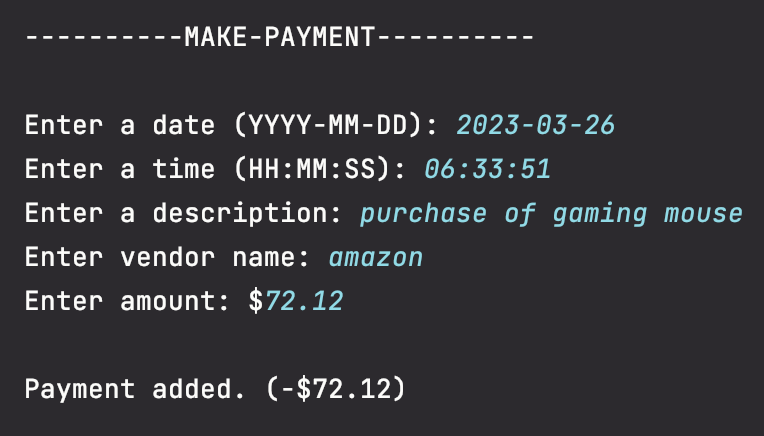 ----------MAKE-PAYMENT----------
Enter a date (YYYY-MM-DD): 2023-03-26
Enter a time (HH:MM:SS): 06:33:51
Enter a description: purchase of gaming mouse
Enter vendor name: amazon
Enter amount: $72.12
Payment added. (-$72.12)